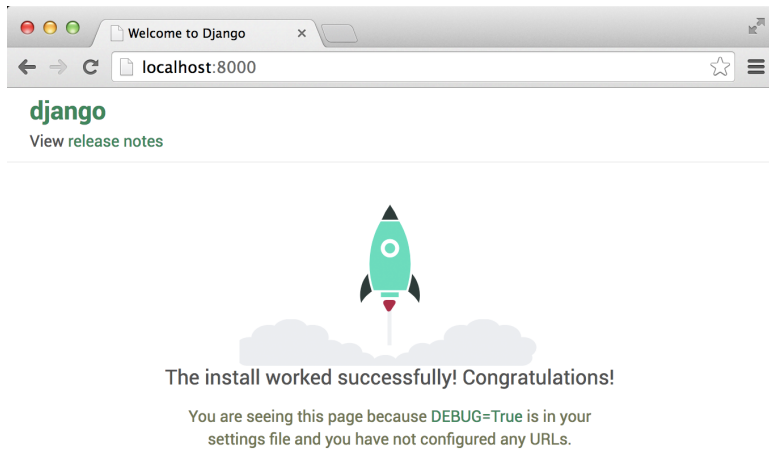 Welcome to Django
localhost:8000
django
View release notes
The install worked successfully! Congratulations!
You are seeing this page because DEBUG=True is in your
settings file and you have not configured any URLs.